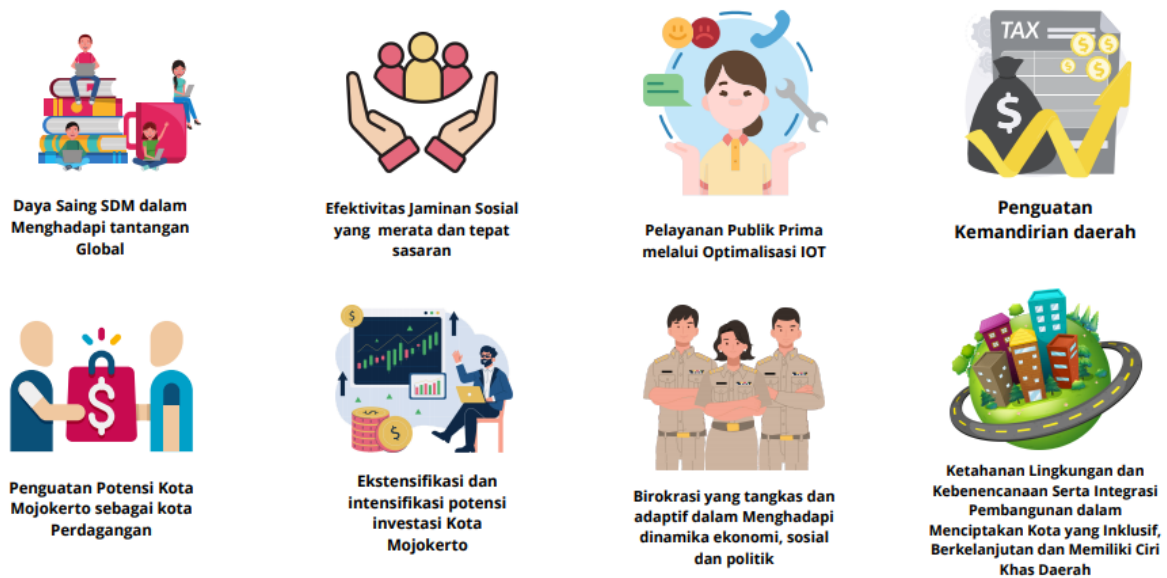 Daya Saing SDM dalam
Menghadapi tantangan
Global
Efektivitas Jaminan Sosial
yang merata dan tepat
sasaran
Pelayanan Publik Prima
melalui Optimalisasi IOT
TAX
$
Penguatan
Kemandirian daerah
$
Penguatan Potensi Kota
Mojokerto sebagai kota
Perdagangan
$
$
Ekstensifikasi dan
intensifikasi potensi
investasi Kota
Mojokerto
Birokrasi yang tangkas dan
adaptif dalam Menghadapi
dinamika ekonomi, sosial
dan politik
Ketahanan Lingkungan dan
Kebenencanaan Serta Integrasi
Pembangunan dalam
Menciptakan Kota yang Inklusif,
Berkelanjutan dan Memiliki Ciri
Khas Daerah